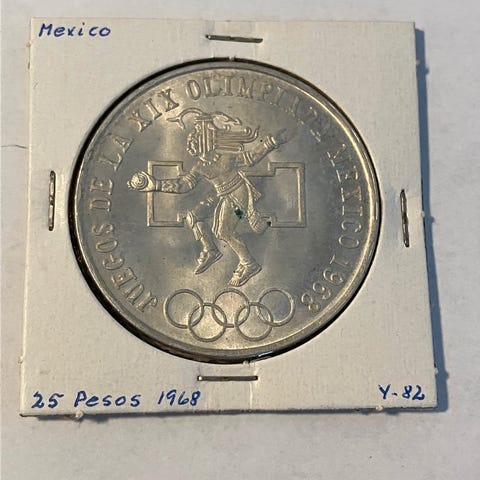 Mexico
JUEGOS DE LA XIX OLIMPIADA MEXICO 1968
25 Pesos 1968
Y-82